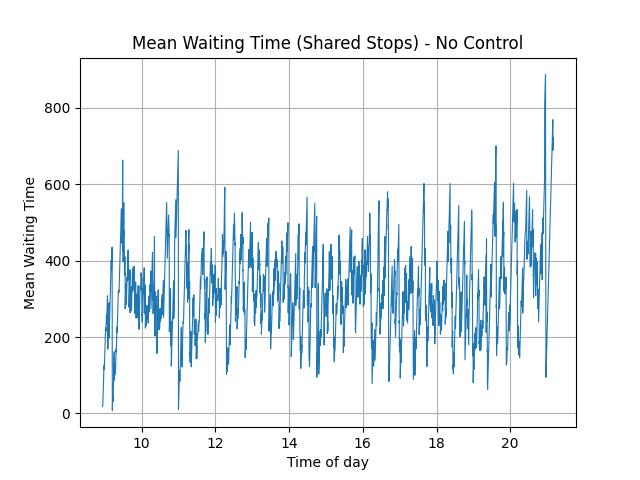 Mean Waiting Time (Shared Stops) - No Control
Mean Waiting Time
800
600
400
200
0
10 12 14 16 18 20
Time of day